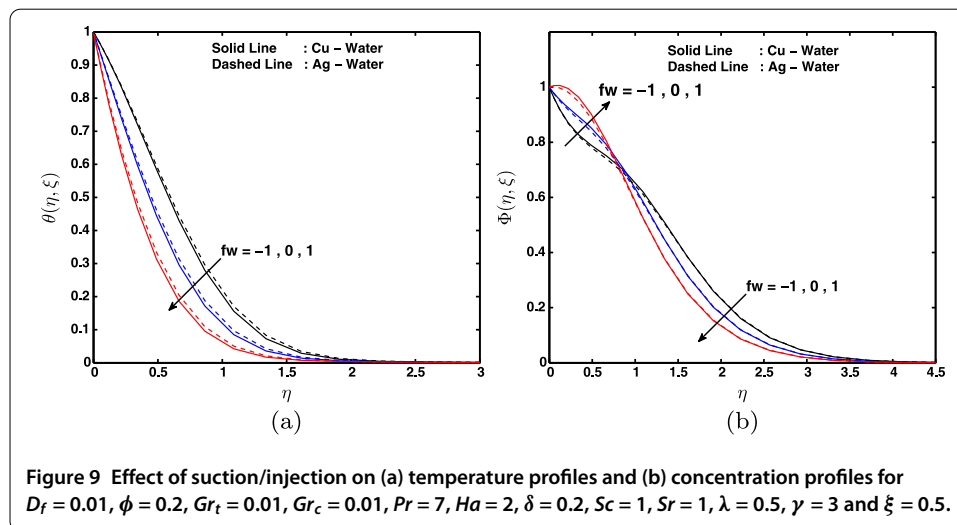 Solid Line : Cu − Water
Dashed Line : Ag − Water
fw = −1 , 0 , 1
θ(η, ξ)
1
0.9
0.8
0.7
0.6
0.5
0.4
0.3
0.2
0.1
0
0 0.5 1 1.5 2 2.5 3
η
(a)
Solid Line : Cu − Water
Dashed Line : Ag − Water
fw = −1 , 0 , 1
fw = −1, 0, 1
Φ(η, ξ)
1
0.8
0.6
0.4
0.2
0
0 0.5 1 1.5 2 2.5 3 3.5 4 4.5
η
(b)
Figure 9 Effect of suction/injection on (a) temperature profiles and (b) concentration profiles for
D_f = 0.01, ϕ = 0.2, Gr_t = 0.01, Gr_c = 0.01, Pr = 7, Ha = 2, δ = 0.2, Sc = 1, Sr = 1, λ = 0.5, γ = 3 and ξ = 0.5.